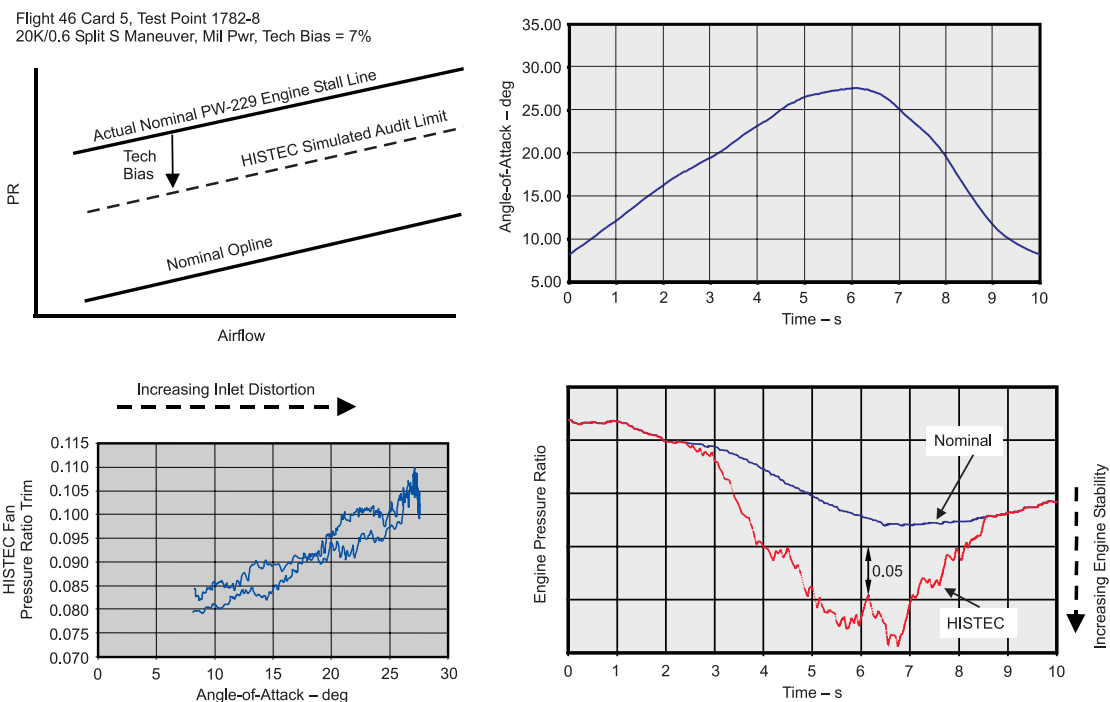 Flight 46 Card 5, Test Point 1782-8
20K/0.6 Split S Maneuver, Mil Pwr, Tech Bias = 7%
Actual Nominal PW-229 Engine Stall Line
HISTEC Simulated Audit Limit
Tech
Bias
Nominal Opline
PR
Airflow
35.00
30.00
25.00
20.00
15.00
10.00
5.00
Angle-of-Attack – deg
0 1 2 3 4 5 6 7 8 9 10
Time – s
Increasing Inlet Distortion
0.115
0.110
0.105
0.100
0.095
0.090
0.085
0.080
0.075
0.070
HISTEC Fan
Pressure Ratio Trim
0 5 10 15 20 25 30
Angle-of-Attack – deg
Engine Pressure Ratio
Nominal
0.05
HISTEC
Increasing Engine Stability
0 1 2 3 4 5 6 7 8 9 10
Time – s